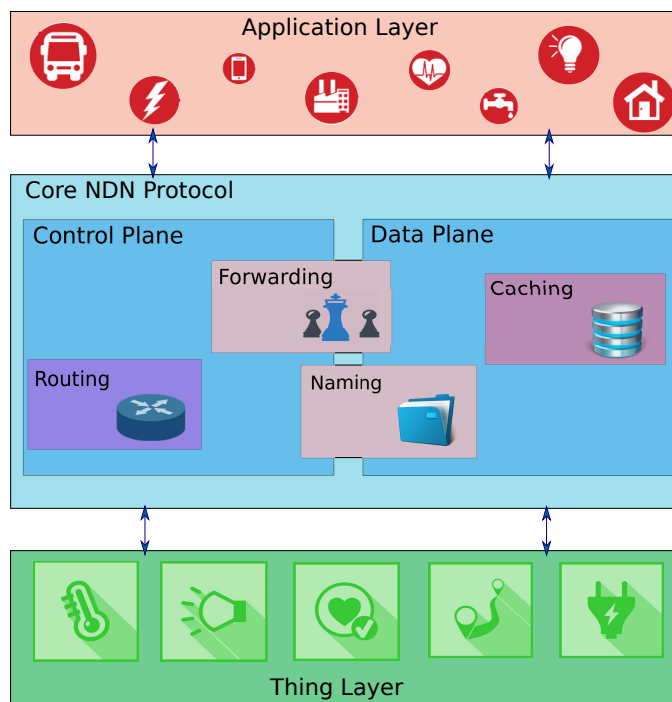 Application Layer
Core NDN Protocol
Control Plane
Data Plane
Forwarding
Caching
Routing
Naming
Thing Layer